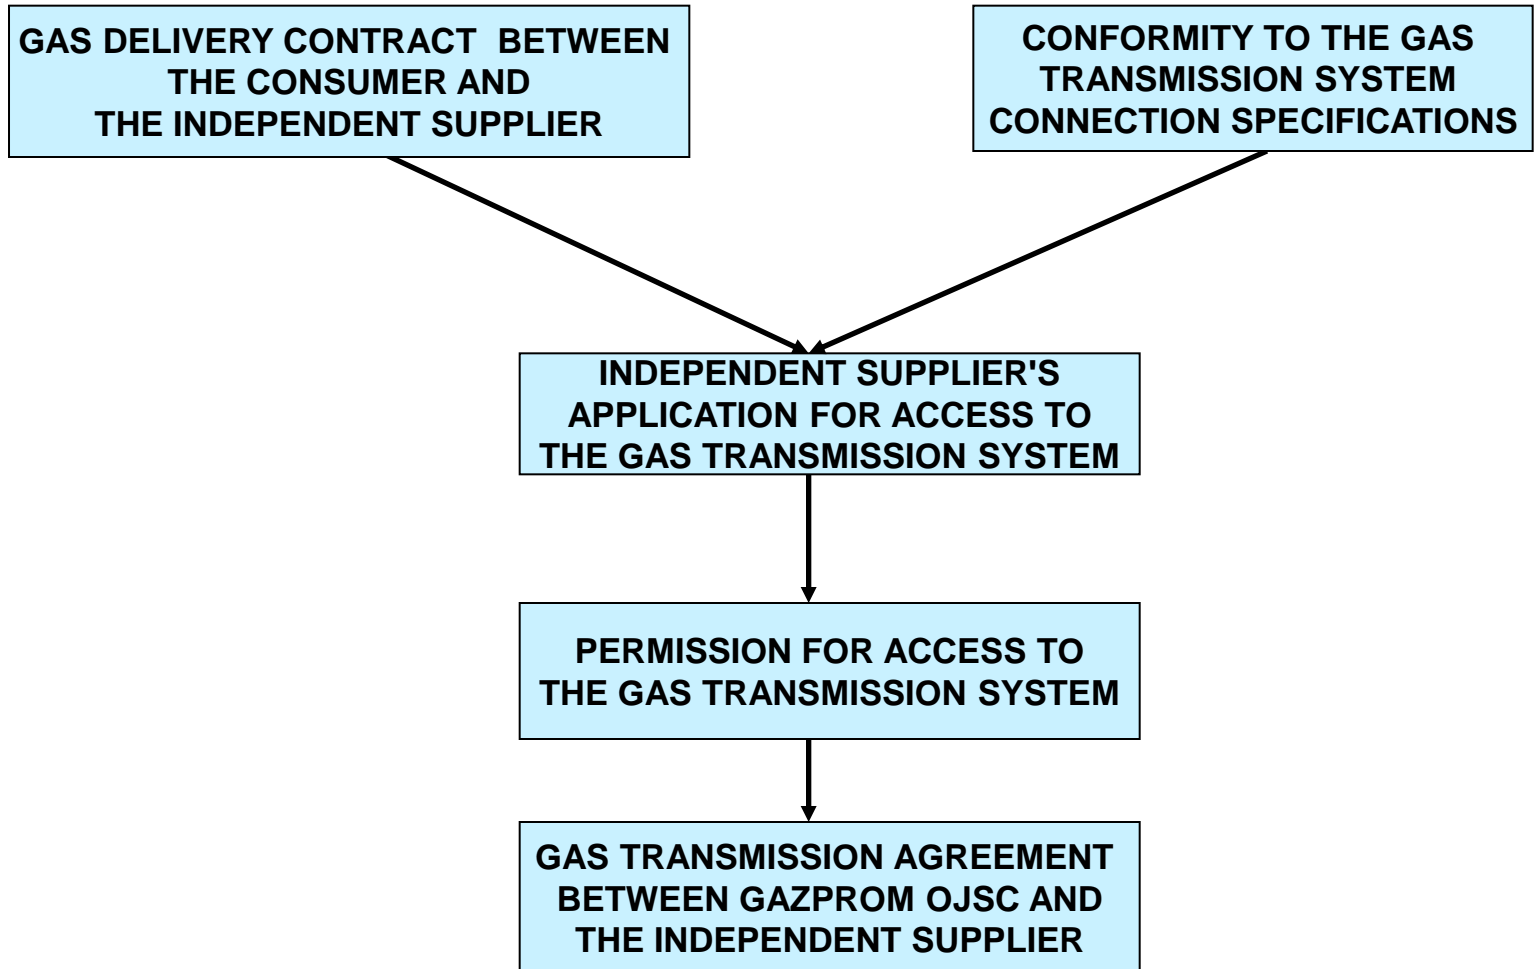 GAS DELIVERY CONTRACT BETWEEN
THE CONSUMER AND
THE INDEPENDENT SUPPLIER
CONFORMITY TO THE GAS
TRANSMISSION SYSTEM
CONNECTION SPECIFICATIONS
INDEPENDENT SUPPLIER'S
APPLICATION FOR ACCESS TO
THE GAS TRANSMISSION SYSTEM
PERMISSION FOR ACCESS TO
THE GAS TRANSMISSION SYSTEM
GAS TRANSMISSION AGREEMENT
BETWEEN GAZPROM OJSC AND
THE INDEPENDENT SUPPLIER